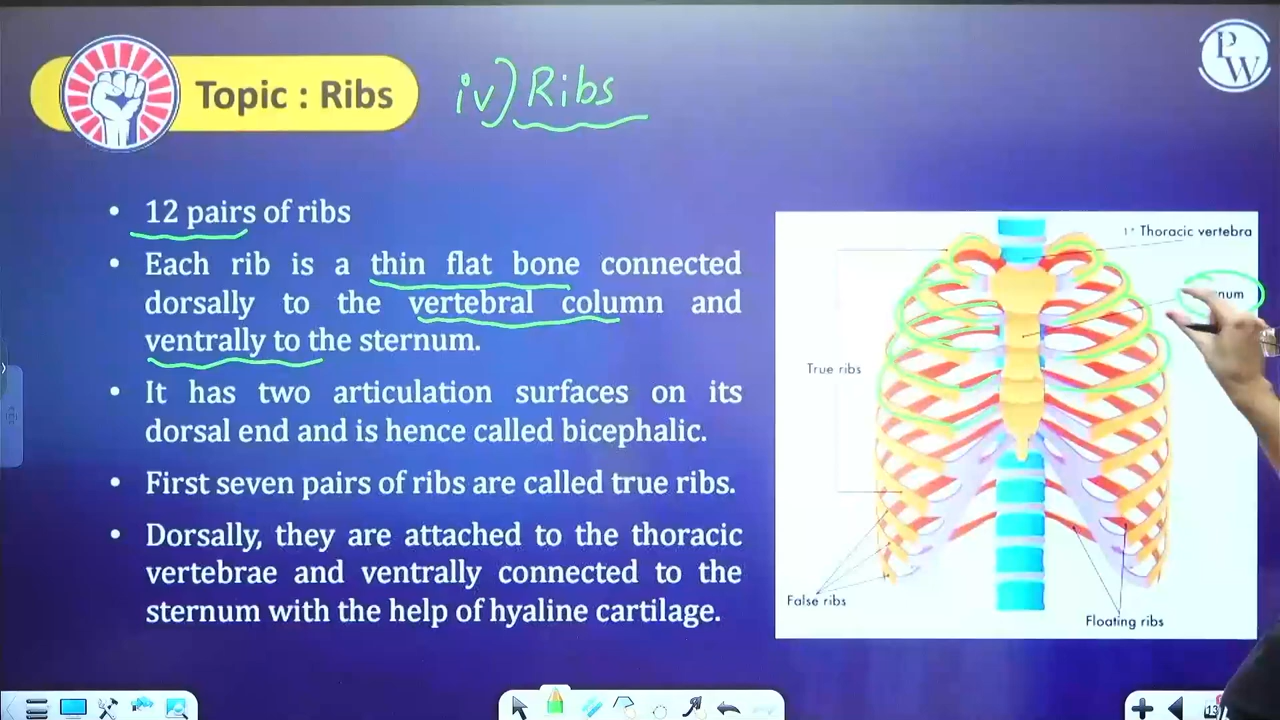 Topic : Ribs
iv) Ribs
PW
• 12 pairs of ribs
• Each rib is a thin flat bone connected
dorsally to the vertebral column and
ventrally to the sternum.
• It has two articulation surfaces on its
dorsal end and is hence called bicephalic.
• First seven pairs of ribs are called true ribs.
• Dorsally, they are attached to the thoracic
vertebrae and ventrally connected to the
sternum with the help of hyaline cartilage.
Thoracic vertebra
True ribs
False ribs
Floating ribs
13